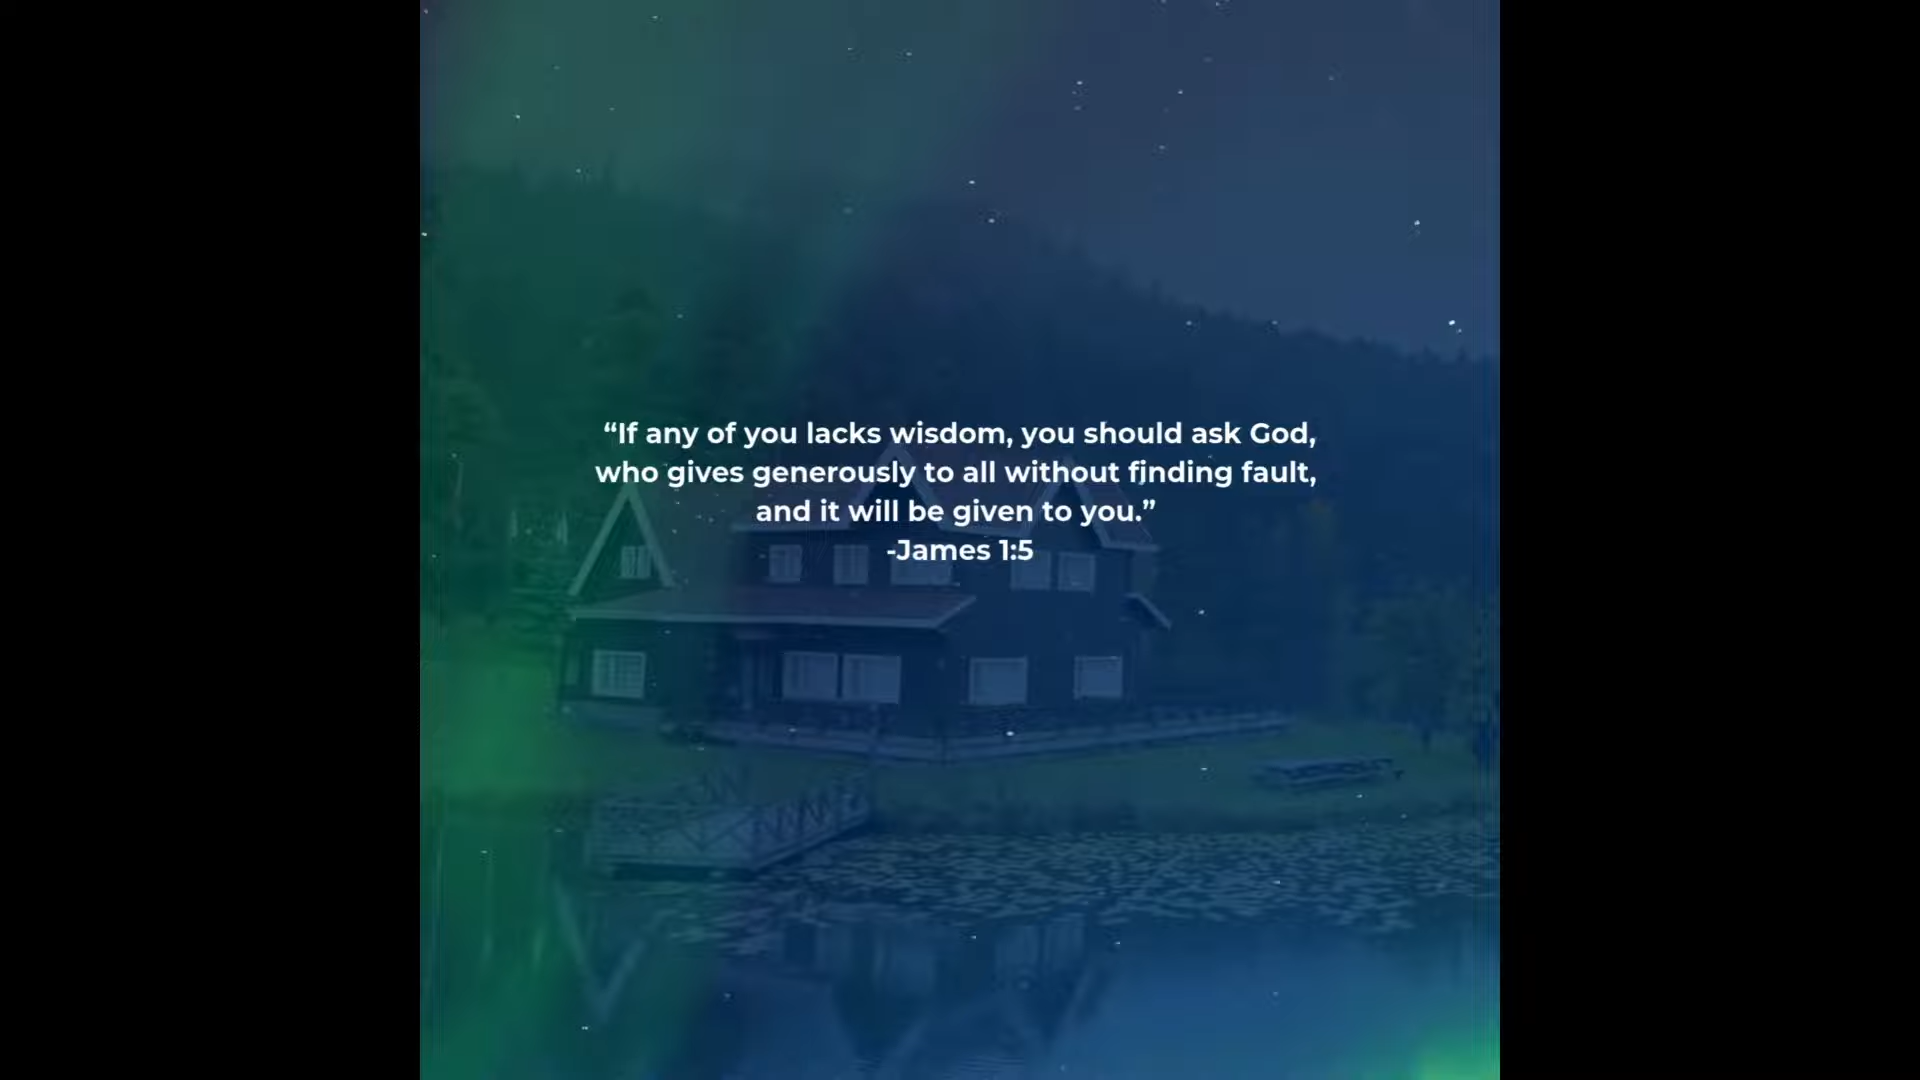 “If any of you lacks wisdom, you should ask God,
who gives generously to all without finding fault,
and it will be given to you.”
-James 1:5